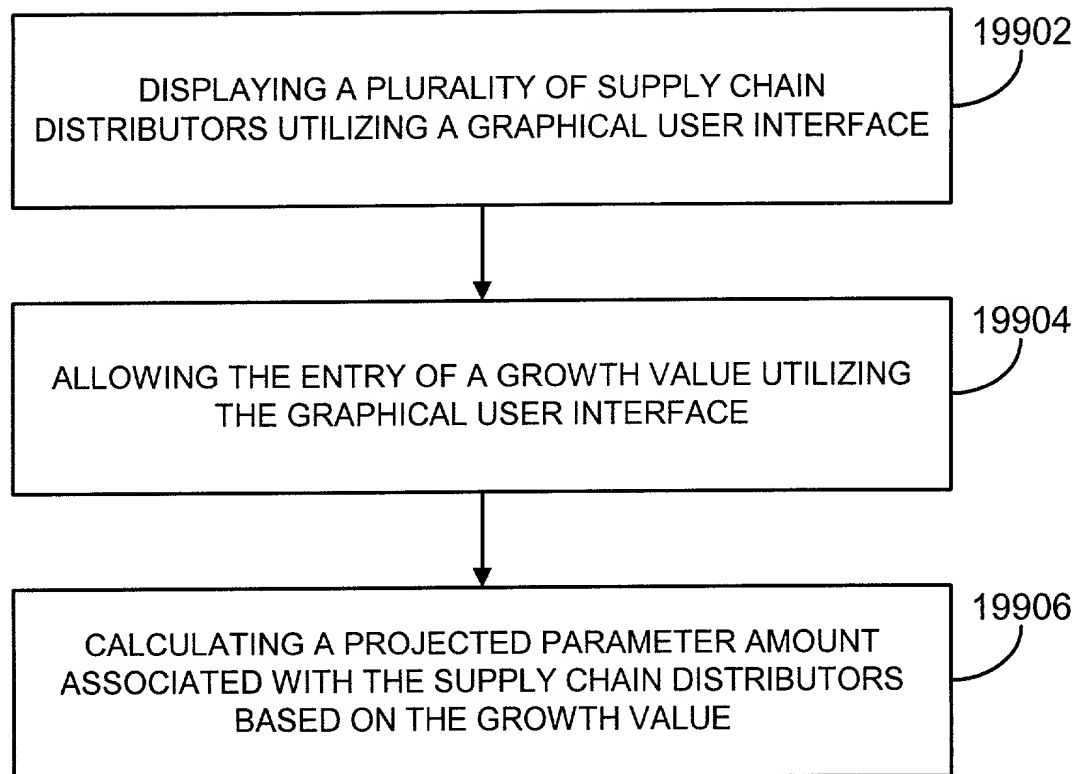 19902
DISPLAYING A PLURALITY OF SUPPLY CHAIN
DISTRIBUTORS UTILIZING A GRAPHICAL USER INTERFACE
19904
ALLOWING THE ENTRY OF A GROWTH VALUE UTILIZING
THE GRAPHICAL USER INTERFACE
19906
CALCULATING A PROJECTED PARAMETER AMOUNT
ASSOCIATED WITH THE SUPPLY CHAIN DISTRIBUTORS
BASED ON THE GROWTH VALUE